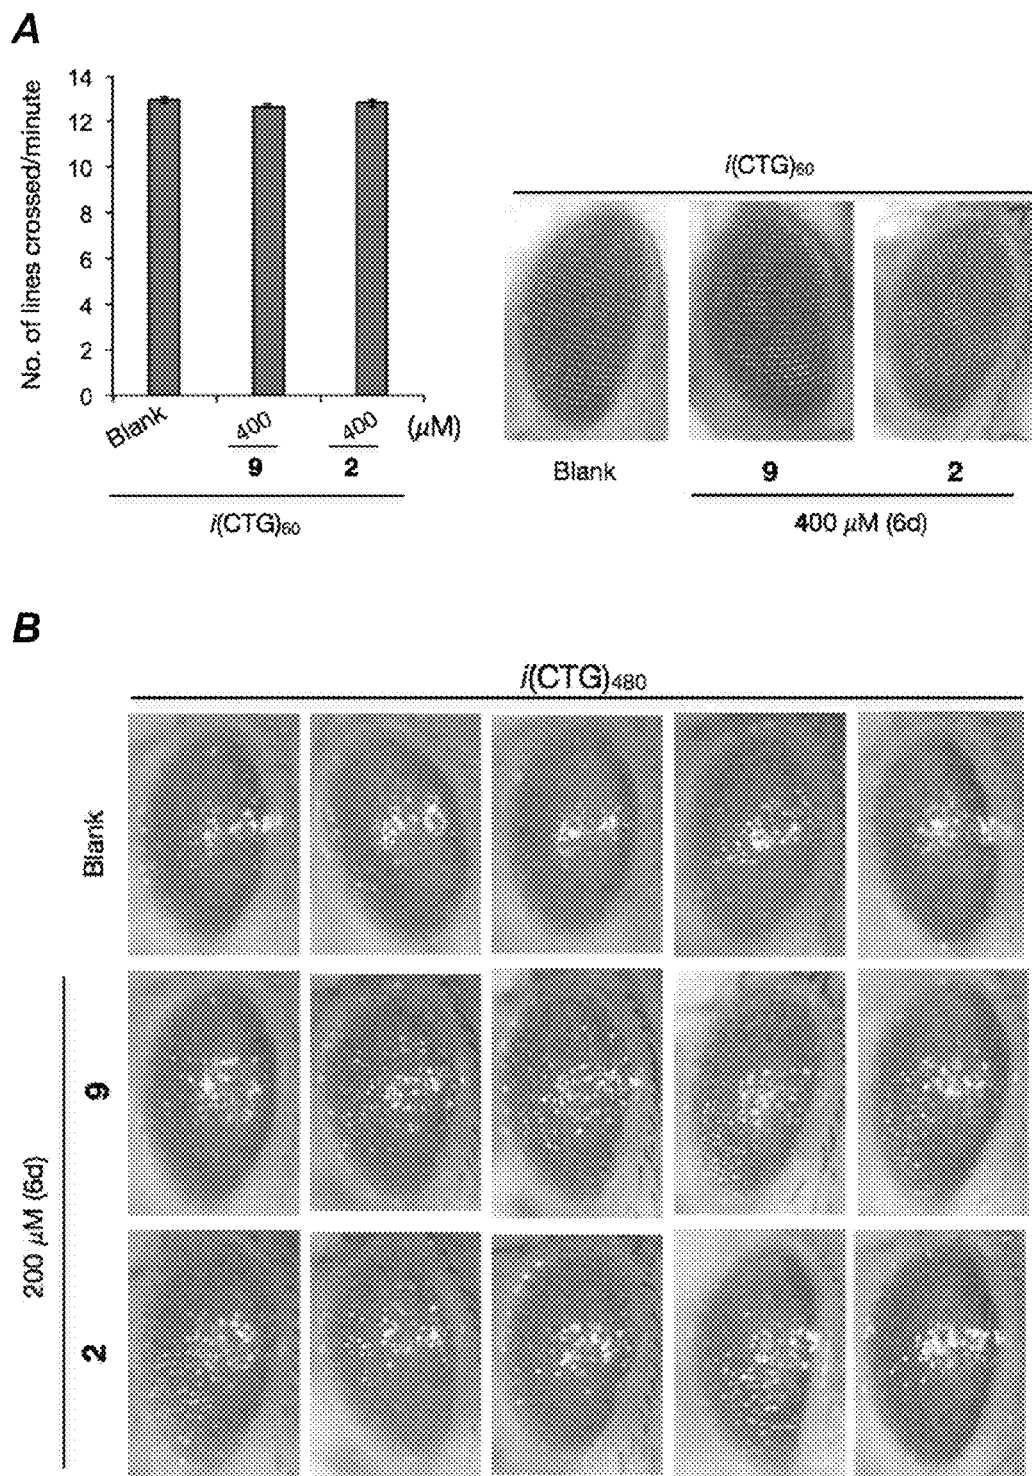 A
No. of lines crossed/minute
14
12
10
8
6
4
2
0
Blank
400
400
(μM)
9
2
i(CTG)60
i(CTG)60
Blank
9
2
400 μM (6d)
B
i(CTG)480
Blank
9
2
200 μM (6d)